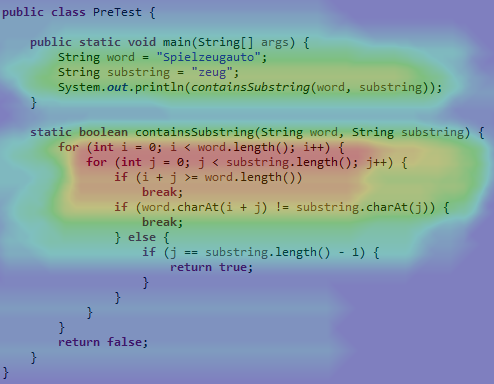 public class PreTest {
public static void main(String[] args) {
String word = "Spielzeugauto";
String substring = "zeug";
System.out.println(containsSubstring(word, substring));
}
static boolean containsSubstring(String word, String substring) {
for (int i = 0; i < word.length(); i++) {
for (int j = 0; j < substring.length(); j++) {
if (i + j >= word.length())
break;
if (word.charAt(i + j) != substring.charAt(j)) {
break;
} else {
if (j == substring.length() - 1) {
return true;
}
}
}
}
return false;
}
}